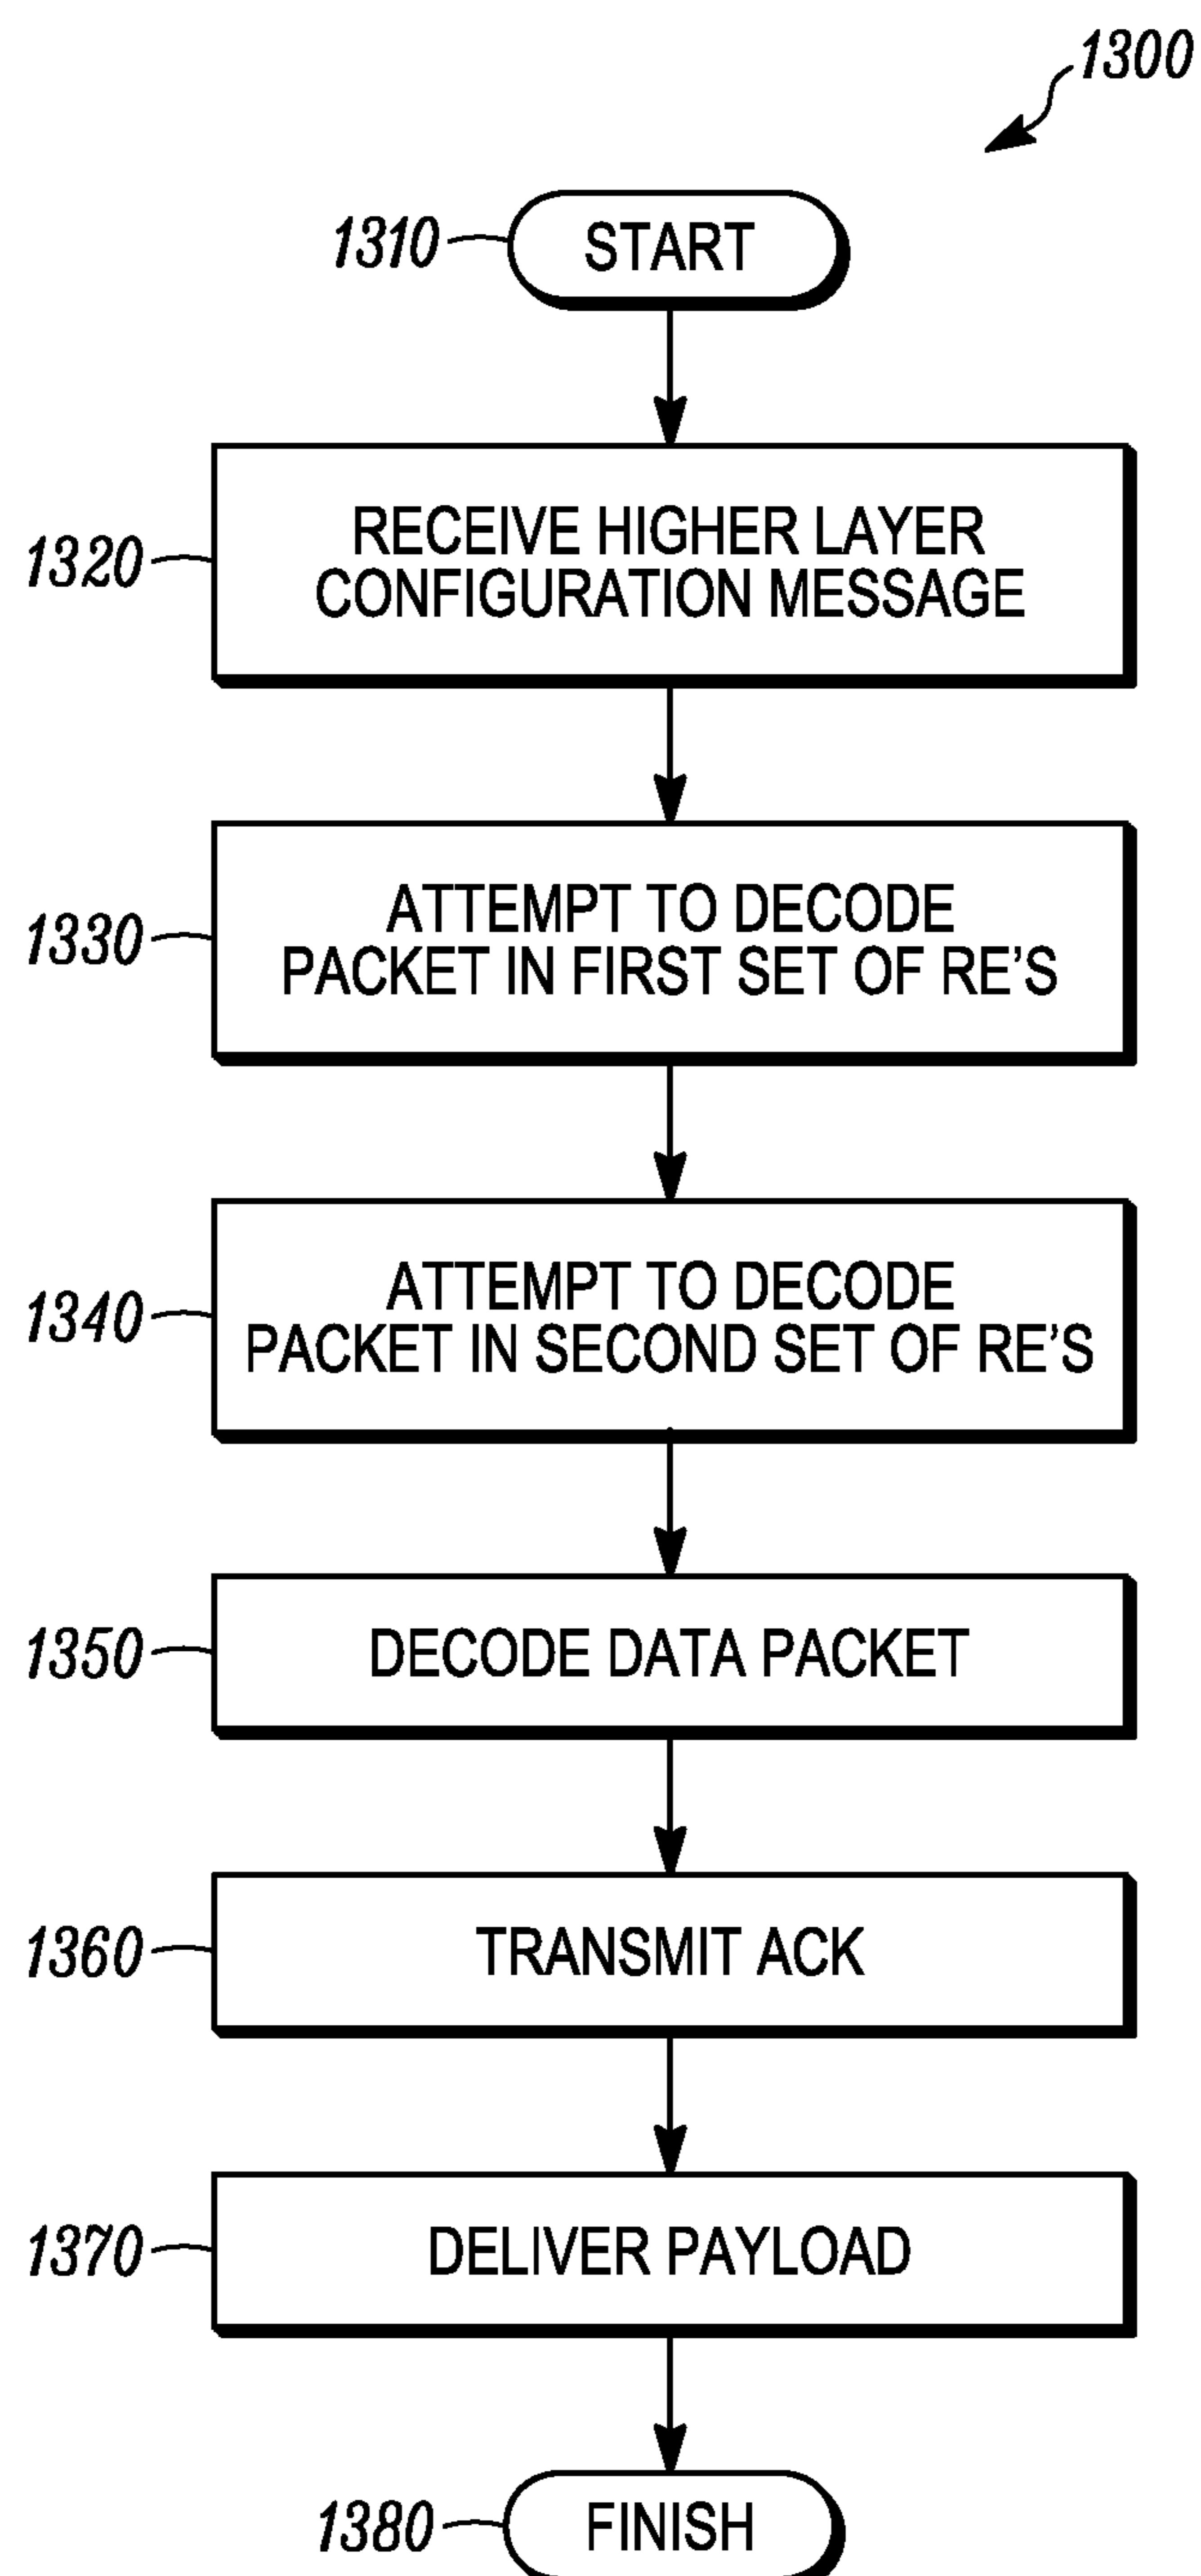 1300
1310
START
1320
RECEIVE HIGHER LAYER
CONFIGURATION MESSAGE
1330
ATTEMPT TO DECODE
PACKET IN FIRST SET OF RE'S
1340
ATTEMPT TO DECODE
PACKET IN SECOND SET OF RE'S
1350
DECODE DATA PACKET
1360
TRANSMIT ACK
1370
DELIVER PAYLOAD
1380
FINISH